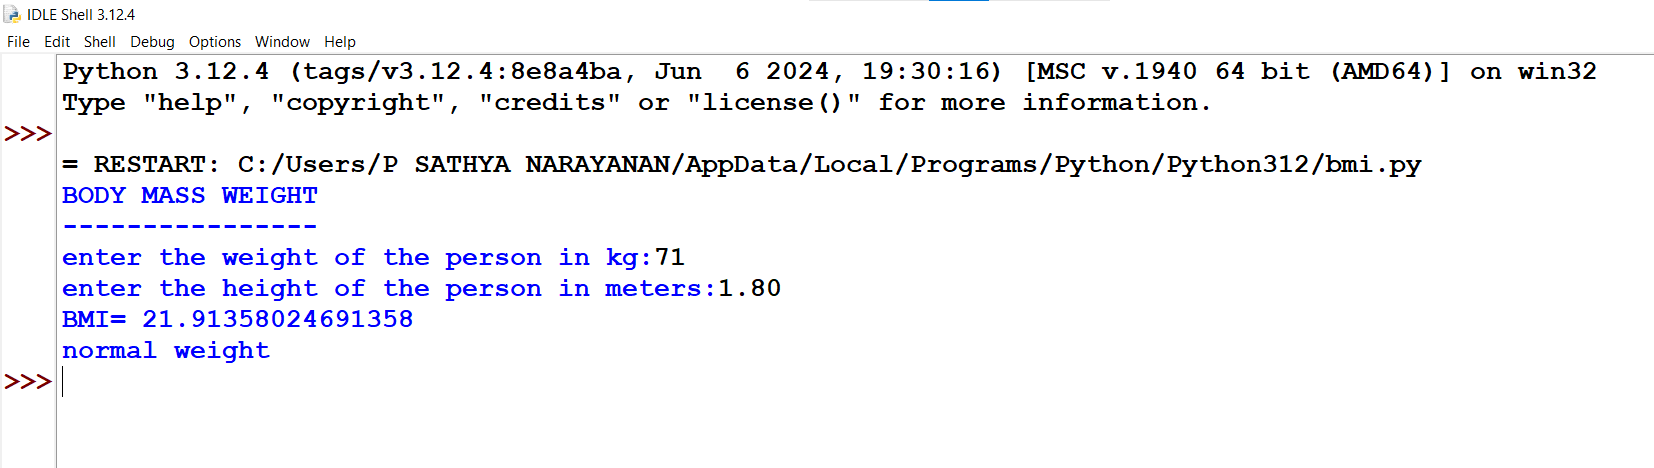 IDLE Shell 3.12.4
File Edit Shell Debug Options Window Help
Python 3.12.4 (tags/v3.12.4:8e8a4ba, Jun  6 2024, 19:30:16) [MSC v.1940 64 bit (AMD64)] on win32
Type "help", "copyright", "credits" or "license()" for more information.
>>>
= RESTART: C:/Users/P SATHYA NARAYANAN/AppData/Local/Programs/Python/Python312/bmi.py
BODY MASS WEIGHT
----------------
enter the weight of the person in kg:71
enter the height of the person in meters:1.80
BMI= 21.91358024691358
normal weight
>>>